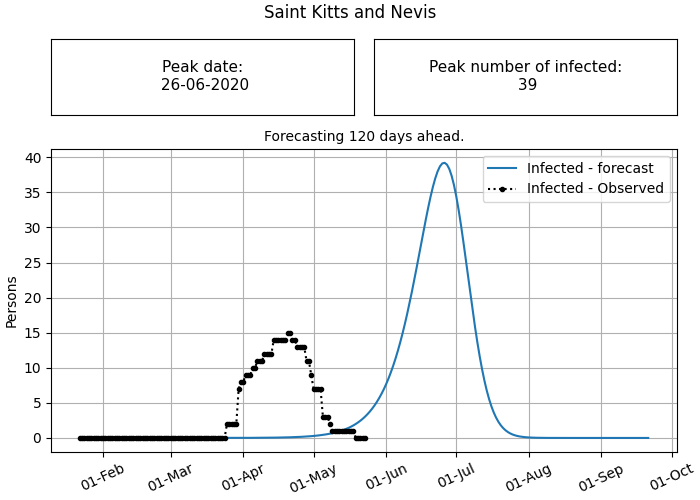 Saint Kitts and Nevis
Peak date:
26-06-2020
Peak number of infected:
39
Forecasting 120 days ahead.
Persons
40
35
30
25
20
15
10
5
0
Infected - forecast
Infected - Observed
01-Feb
01-Mar
01-Apr
01-May
01-Jun
01-Jul
01-Aug
01-Sep
01-Oct